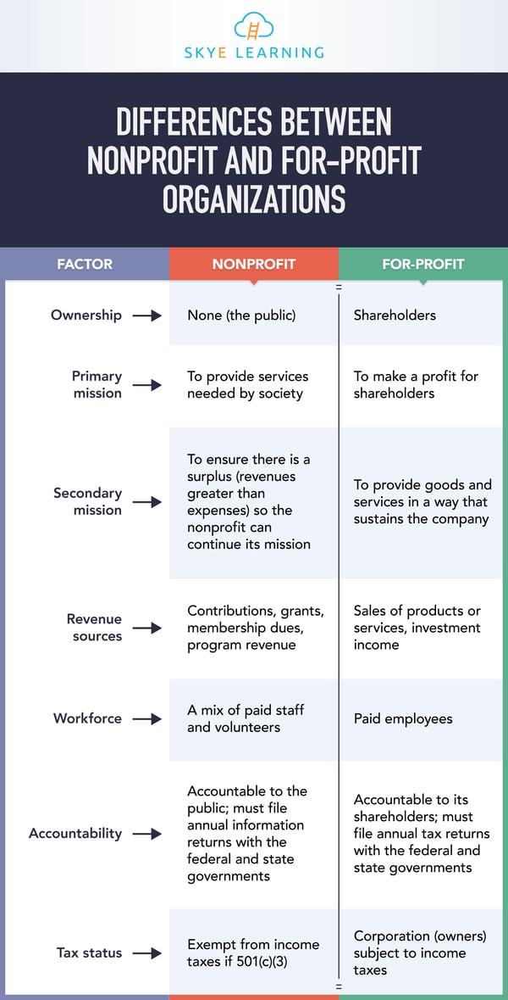 SKYE LEARNING
DIFFERENCES BETWEEN
NONPROFIT AND FOR-PROFIT
ORGANIZATIONS
FACTOR
NONPROFIT
FOR-PROFIT
Ownership
None (the public)
Shareholders
Primary
mission
To provide services
needed by society
To make a profit for
shareholders
Secondary
mission
To ensure there is a
surplus (revenues
greater than
expenses) so the
nonprofit can
continue its mission
To provide goods and
services in a way that
sustains the company
Revenue
sources
Contributions, grants,
membership dues,
program revenue
Sales of products or
services, investment
income
Workforce
A mix of paid staff
and volunteers
Paid employees
Accountability
Accountable to the
public; must file
annual information
returns with the
federal and state
governments
Accountable to its
shareholders; must
file annual tax returns
with the federal and
state governments
Tax status
Exempt from income
taxes if 501(c)(3)
Corporation (owners)
subject to income
taxes